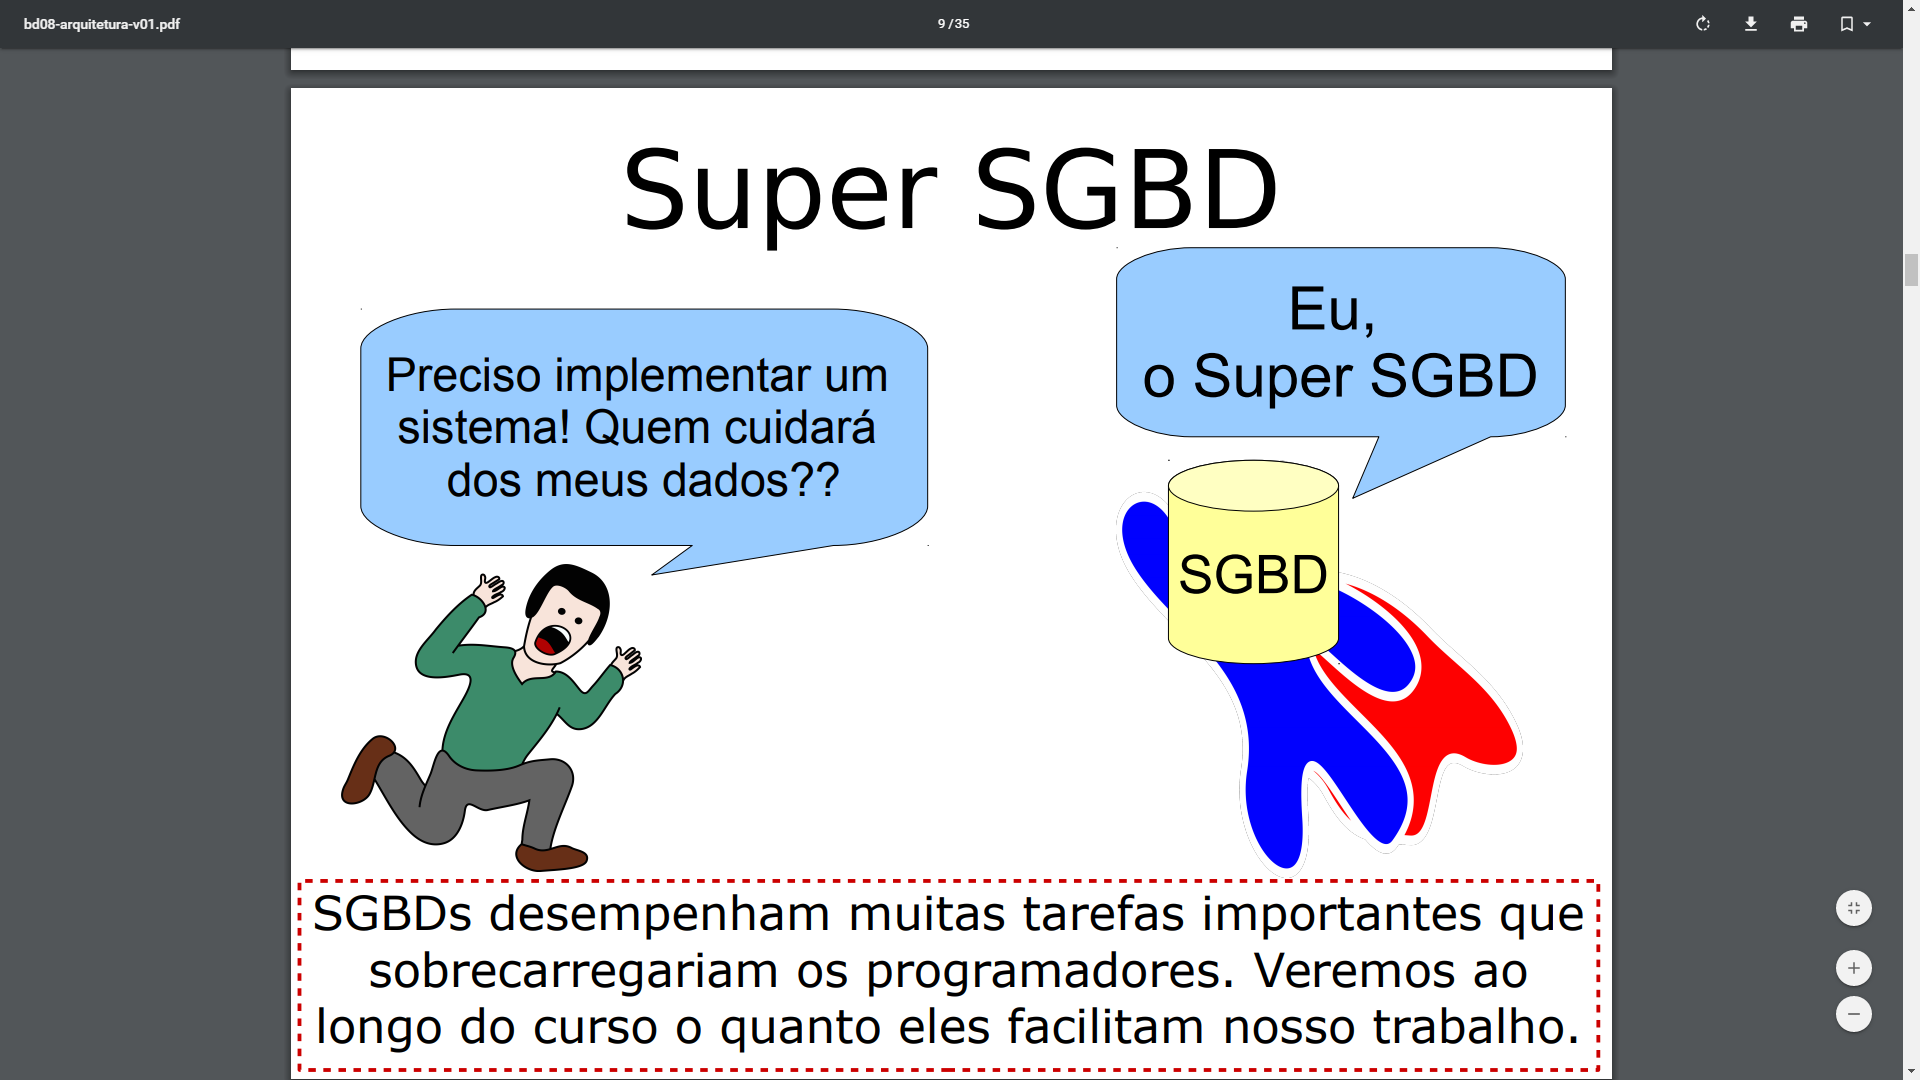 bd08-arquitetura-v01.pdf
9 / 35
Super SGBD
Eu,
o Super SGBD
Preciso implementar um
sistema! Quem cuidará
dos meus dados??
SGBD
SGBDs desempenham muitas tarefas importantes que
sobrecarregariam os programadores. Veremos ao
longo do curso o quanto eles facilitam nosso trabalho.